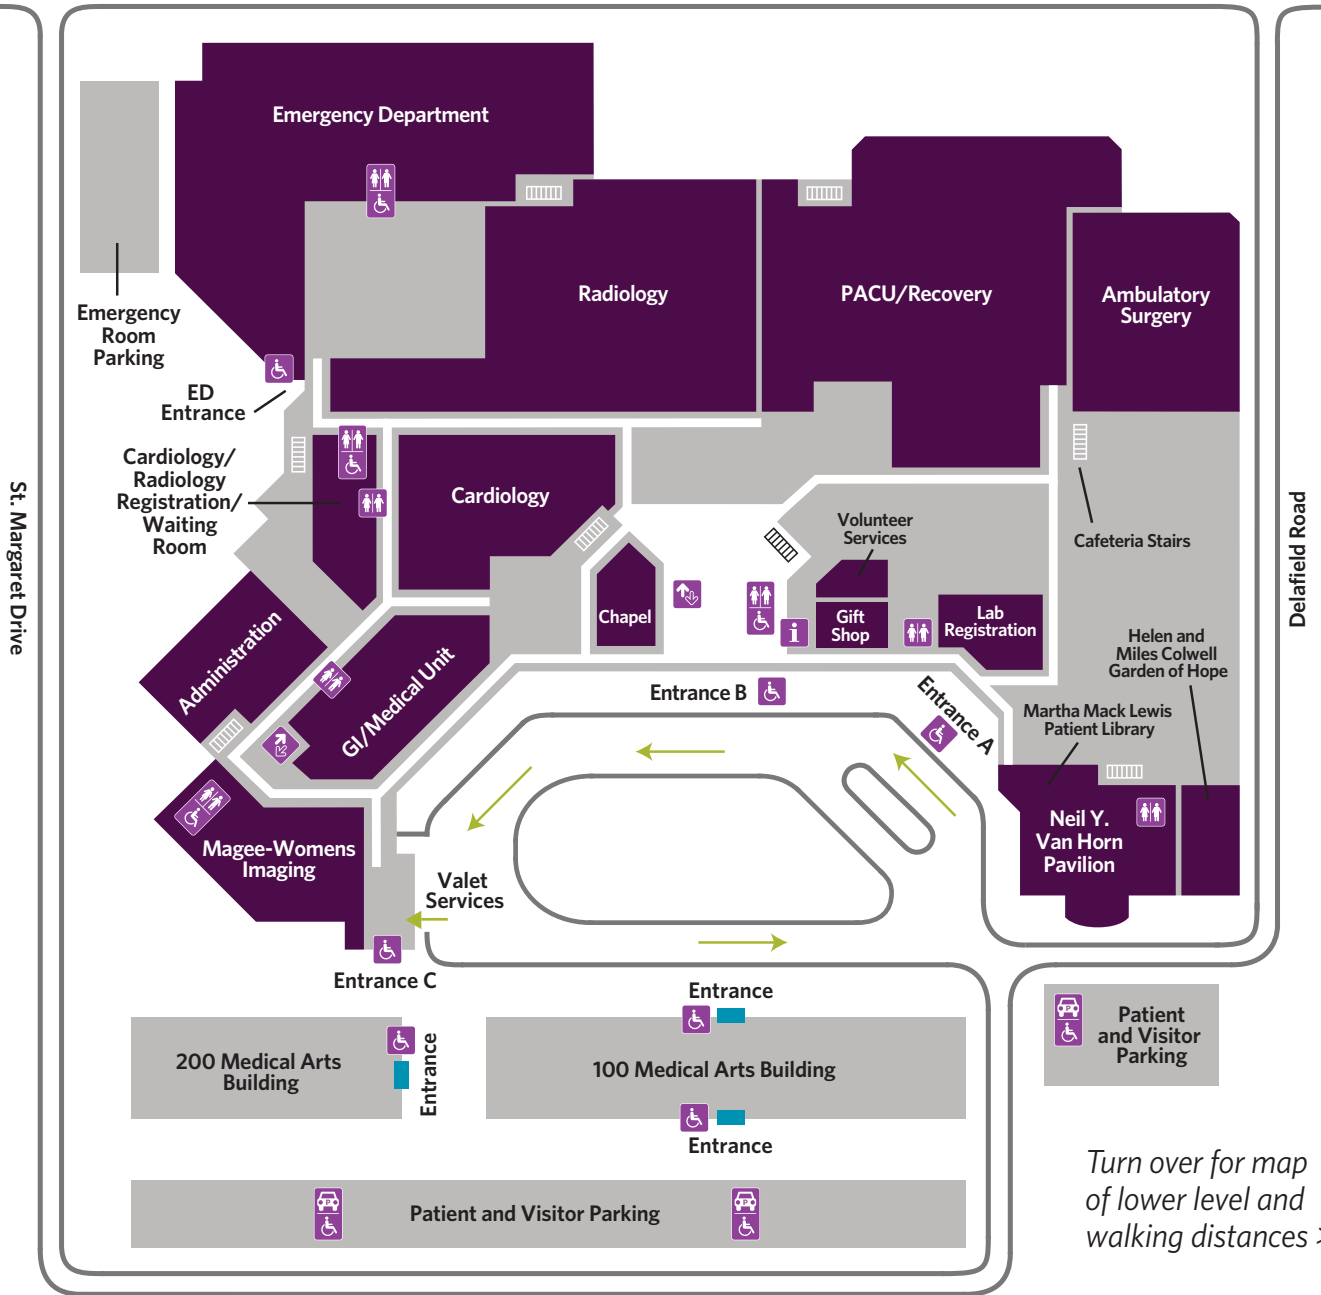 Emergency Department
Radiology
PACU/Recovery
Ambulatory
Surgery
Emergency
Room
Parking
ED
Entrance
Cardiology/
Radiology
Registration/
Waiting
Room
Cardiology
Volunteer
Services
Cafeteria Stairs
St. Margaret Drive
Delafield Road
Chapel
Gift
Shop
i
Lab
Registration
Helen and
Miles Colwell
Garden of Hope
Administration
GI/Medical Unit
Entrance B
Entrance A
Martha Mack Lewis
Patient Library
Neil Y.
Van Horn
Pavilion
Magee-Womens
Imaging
Valet
Services
Entrance C
Entrance
200 Medical Arts
Building
Entrance
100 Medical Arts Building
Entrance
P
Patient
and Visitor
Parking
P
Patient and Visitor Parking
P
Turn over for map
of lower level and
walking distances >